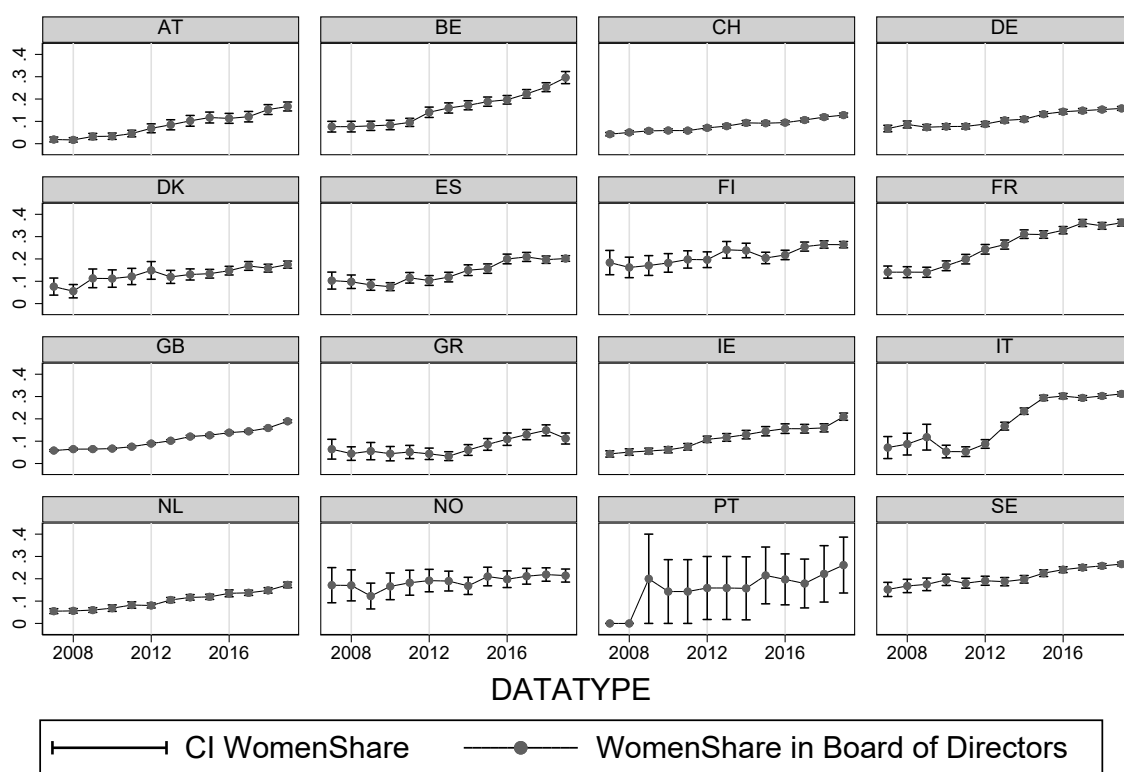 AT BE CH DE
0 .1 .2 .3 .4
DK ES FI FR
0 .1 .2 .3 .4
GB GR IE IT
0 .1 .2 .3 .4
NL NO PT SE
0 .1 .2 .3 .4
2008 2012 2016 2008 2012 2016 2008 2012 2016 2008 2012 2016
DATATYPE
CI WomenShare WomenShare in Board of Directors